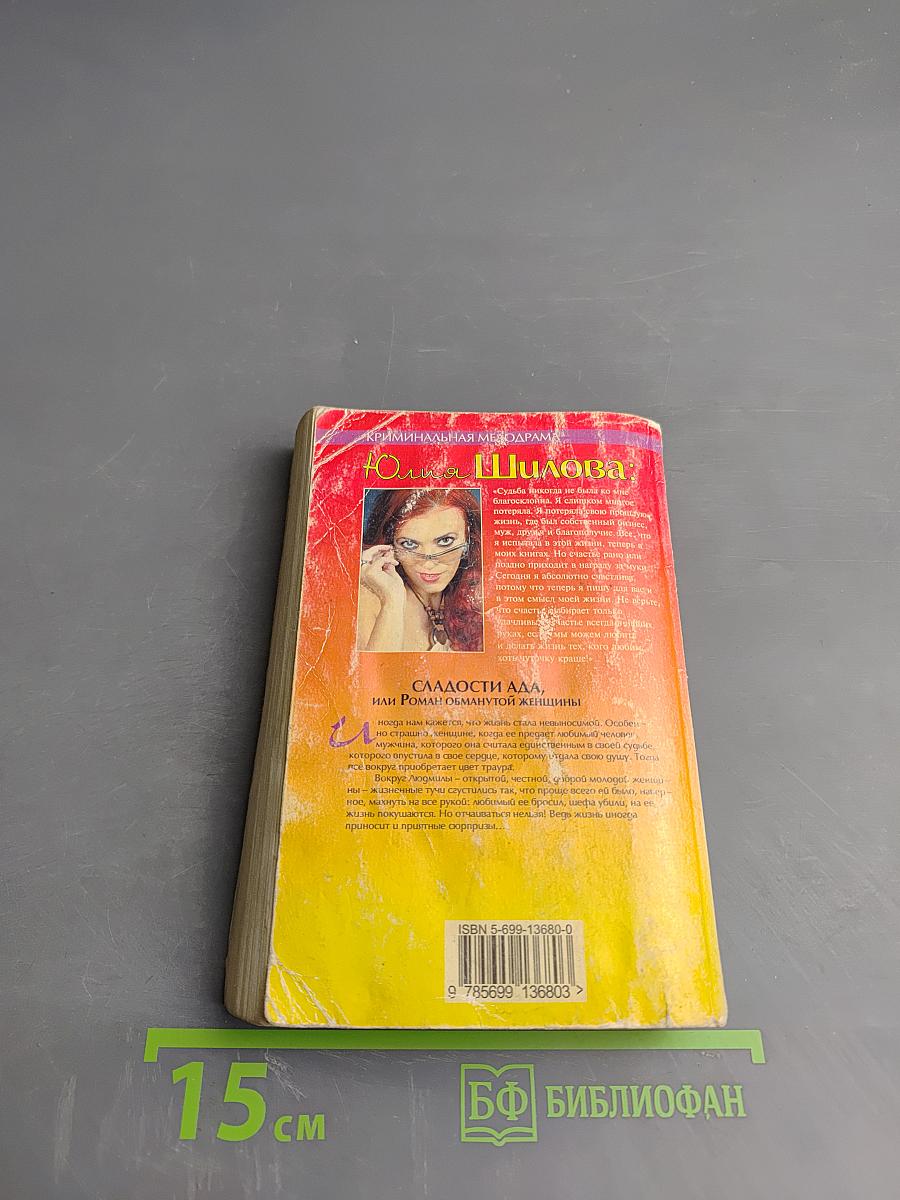 КРИМИНАЛЬНАЯ МЕЛОДРАМА
Юлия Шилова:
«Судьба никогда не была ко мне
благосклонна. Я слишком многое
потеряла. Я потеряла свою прошлую
жизнь, где был собственный бизнес,
муж, друзья и благополучие. Все, что
я испытала в этой жизни, теперь в
моих книгах. Но счастье рано или
поздно приходит в награду за муки.
Сегодня я абсолютно счастлива,
потому что теперь я пишу для вас, и
в этом смысл моей жизни. Не верьте,
что счастье выбирает только
удачливых. Счастье всегда в наших
руках, если мы можем любить
и делать жизнь тех, кого любим,
хоть чуточку краше!»
СЛАДОСТИ АДА,
ИЛИ РОМАН ОБМАНУТОЙ ЖЕНЩИНЫ
Иногда нам кажется, что жизнь стала невыносимой. Особен-
но страшно женщине, когда ее предает любимый человек,
мужчина, которого она считала единственным в своей судьбе,
которого впустила в свое сердце, которому отдала свою душу. Тогда
все вокруг приобретает цвет траура.
Вокруг Людмилы – открытой, честной, доброй молодой женщи-
ны – жизненные тучи сгустились так, что проще всего ей было, навер-
ное, махнуть на все рукой: любимый ее бросил, шефа убили, на ее
жизнь покушаются. Но отчаиваться нельзя! Ведь жизнь иногда
приносит и приятные сюрпризы...
ISBN 5-699-13680-0
9 785699 136803 >
15 см
БФ БИБЛИОФАН